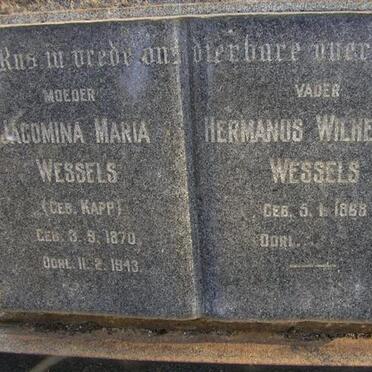 Rus in vrede ons dierbare ouers
MOEDER
JACOMINA MARIA
WESSELS
(GEB. KAPP)
GEB. 3. 9. 1870
OORL. 11. 2. 1943.
VADER
HERMANUS WILHE
WESSELS
GEB. 5. 1. 1868
OORL.